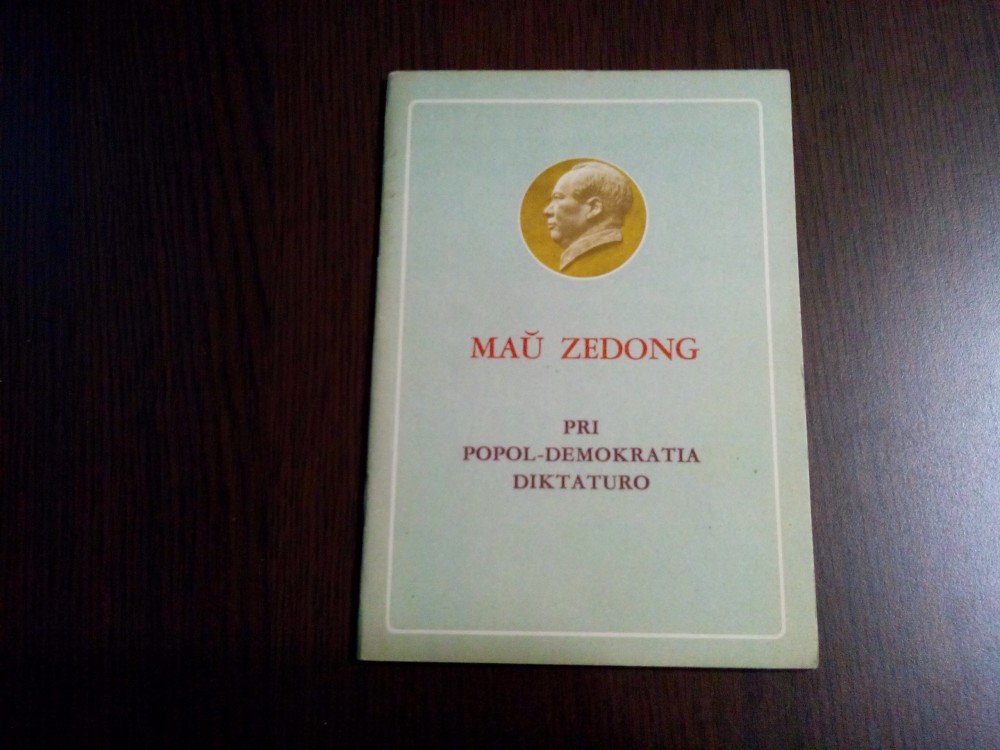 MAŬ ZEDONG
PRI
POPOL-DEMOKRATIA
DIKTATURO